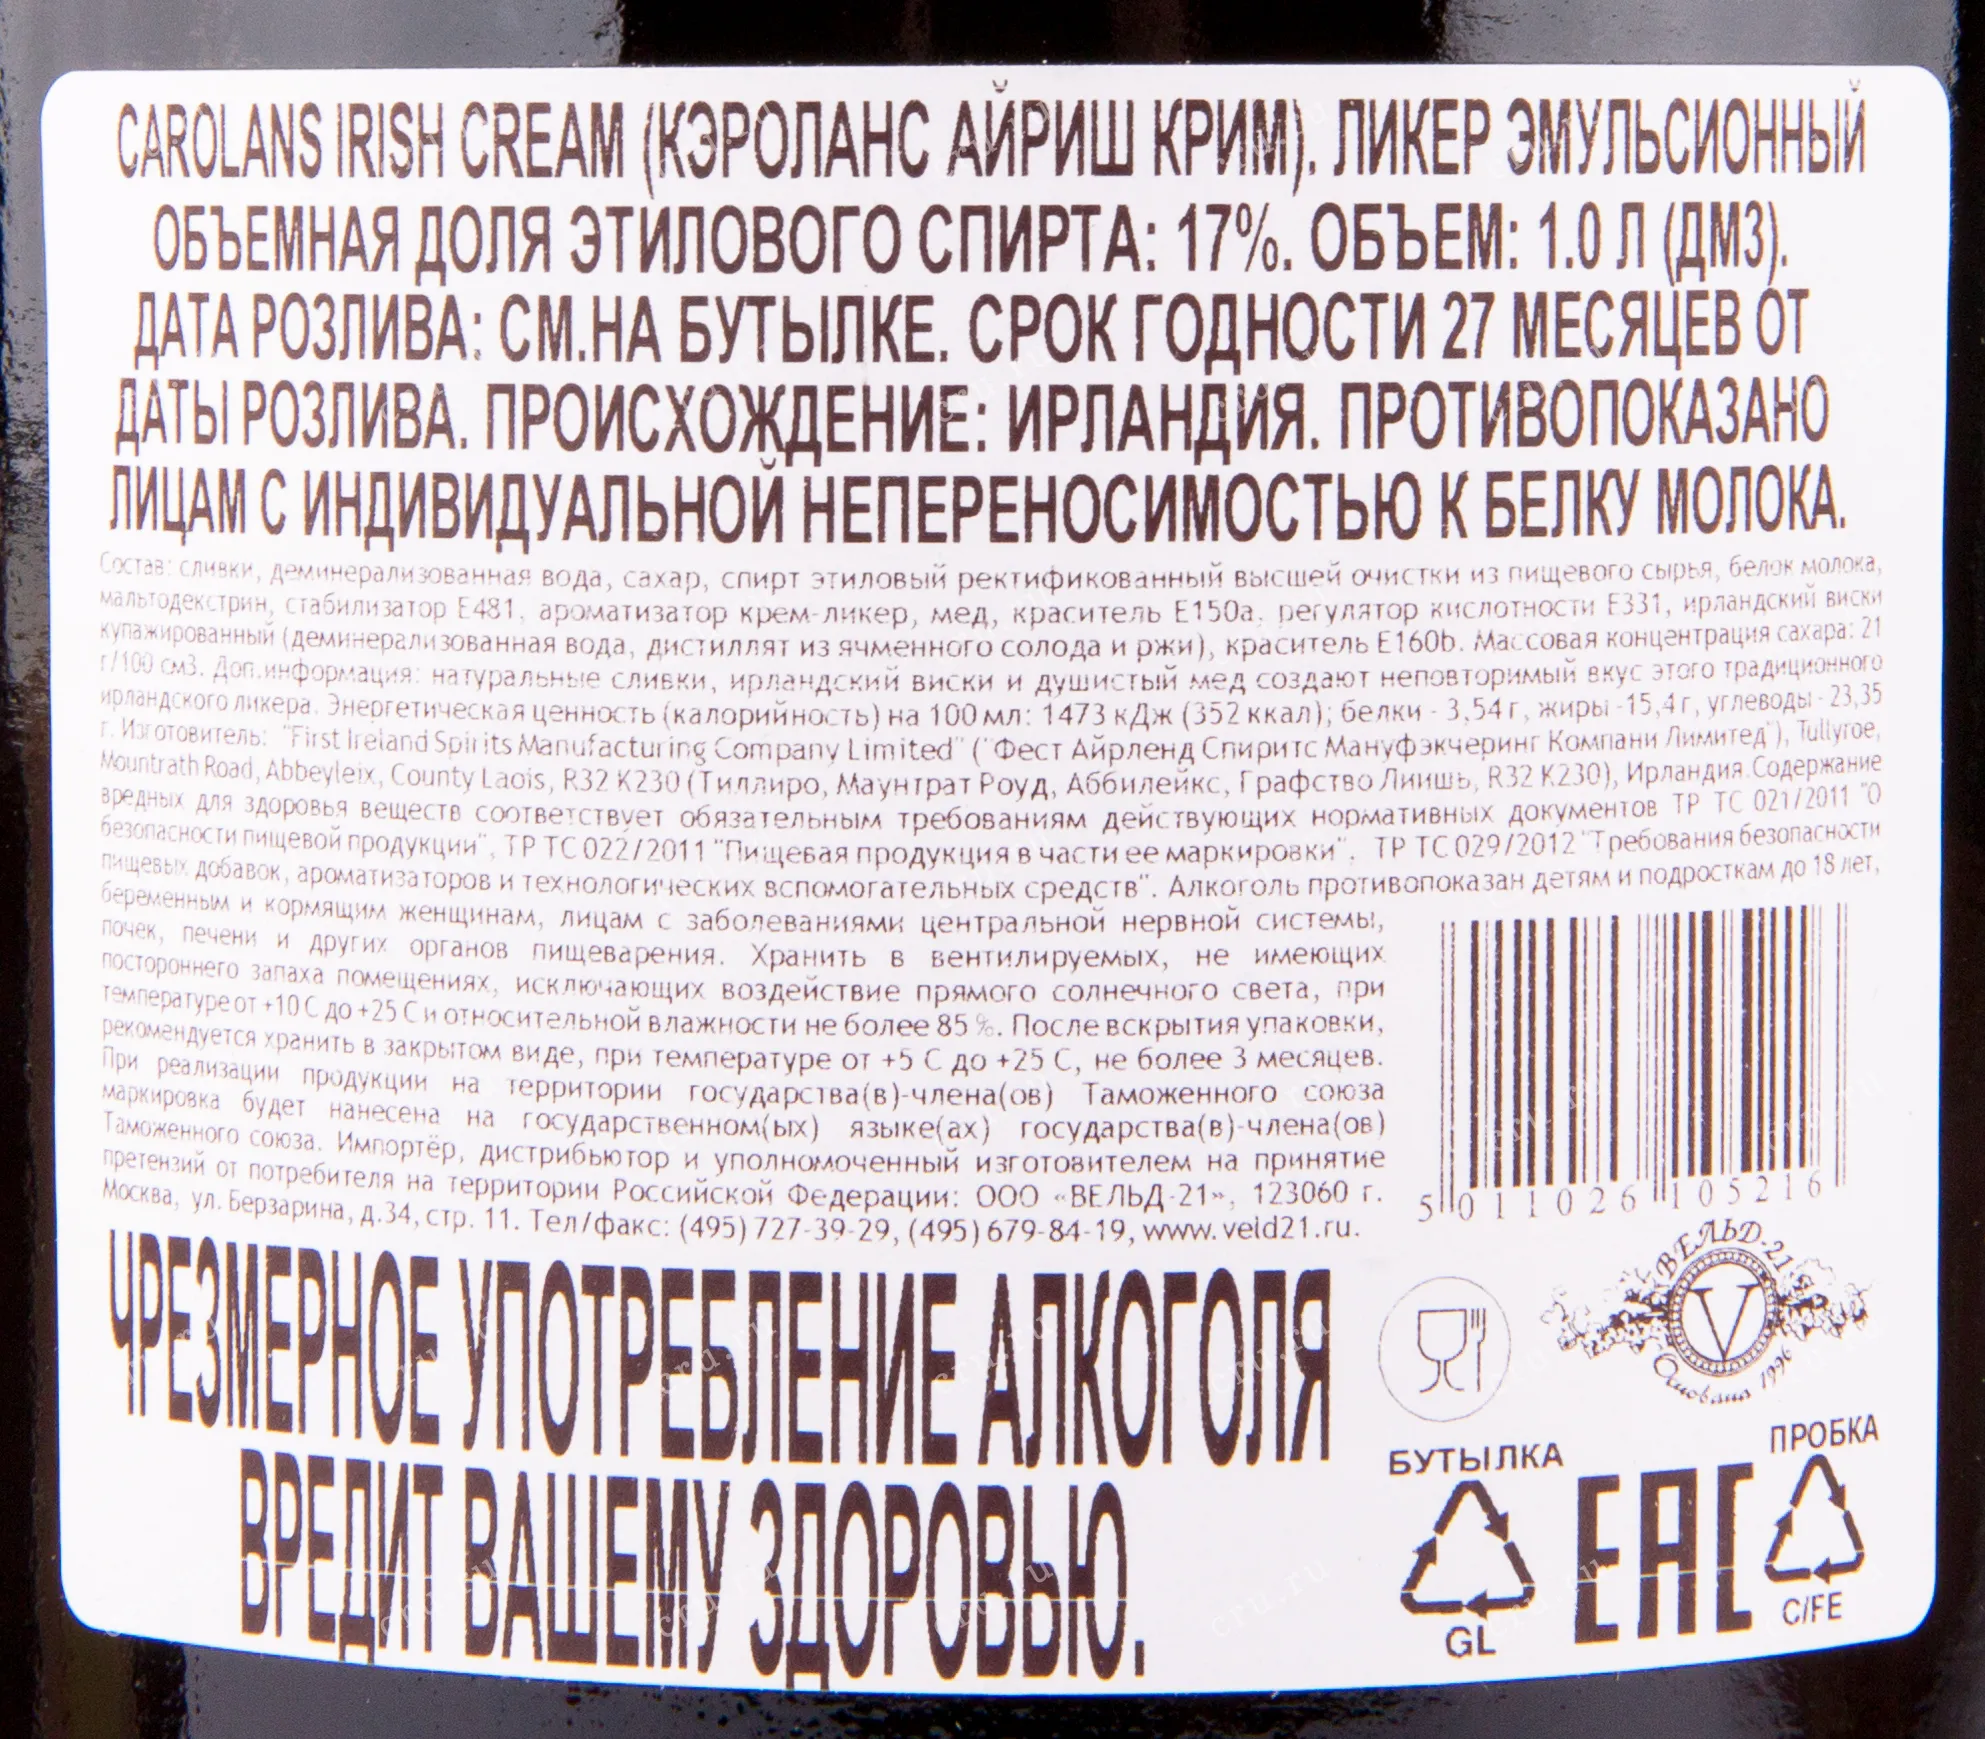 CAROLANS IRISH CREAM (КЭРОЛАНС АЙРИШ КРИМ). ЛИКЕР ЭМУЛЬСИОННЫЙ
ОБЪЕМНАЯ ДОЛЯ ЭТИЛОВОГО СПИРТА: 17%. ОБЪЕМ: 1.0 Л (ДМ3).
ДАТА РОЗЛИВА: СМ.НА БУТЫЛКЕ. СРОК ГОДНОСТИ 27 МЕСЯЦЕВ ОТ
ДАТЫ РОЗЛИВА. ПРОИСХОЖДЕНИЕ: ИРЛАНДИЯ. ПРОТИВОПОКАЗАНО
ЛИЦАМ С ИНДИВИДУАЛЬНОЙ НЕПЕРЕНОСИМОСТЬЮ К БЕЛКУ МОЛОКА.
Состав: сливки, деминерализованная вода, сахар, спирт этиловый ректификованный высшей очистки из пищевого сырья, белок молока,
мальтодекстрин, стабилизатор Е481, ароматизатор крем-ликер, мед, краситель Е150а, регулятор кислотности Е331, ирландский виски
купажированный (деминерализованная вода, дистиллят из ячменного солода и ржи), краситель Е160b. Массовая концентрация сахара: 21
г/100 см3. Доп.информация: натуральные сливки, ирландский виски и душистый мед создают неповторимый вкус этого традиционного
ирландского ликера. Энергетическая ценность (калорийность) на 100 мл: 1473 кДж (352 ккал); белки - 3,54 г, жиры -15,4 г, углеводы - 23,35
г. Изготовитель: "First Ireland Spirits Manufacturing Company Limited" ("Фест Айрленд Спиритс Мануфэкчеринг Компани Лимитед"), Tullyroe,
Mountrath Road, Abbeyleix, County Laois, R32 K230 (Тиллиро, Маунтрат Роуд, Аббилейкс, Графство Лиишь, R32 K230), Ирландия.Содержание
вредных для здоровья веществ соответствует обязательным требованиям действующих нормативных документов ТР ТС 021/2011 "О
безопасности пищевой продукции", ТР ТС 022/2011 "Пищевая продукция в части ее маркировки", ТР ТС 029/2012 "Требования безопасности
пищевых добавок, ароматизаторов и технологических вспомогательных средств". Алкоголь противопоказан детям и подросткам до 18 лет,
беременным и кормящим женщинам, лицам с заболеваниями центральной нервной системы,
почек, печени и других органов пищеварения. Хранить в вентилируемых, не имеющих
постороннего запаха помещениях, исключающих воздействие прямого солнечного света, при
температуре от +10 С до +25 С и относительной влажности не более 85 %. После вскрытия упаковки,
рекомендуется хранить в закрытом виде, при температуре от +5 С до +25 С, не более 3 месяцев.
При реализации продукции на территории государства(в)-члена(ов) Таможенного союза
маркировка будет нанесена на государственном(ых) языке(ах) государства(в)-члена(ов)
Таможенного союза. Импортёр, дистрибьютор и уполномоченный изготовителем на принятие
претензий от потребителя на территории Российской Федерации: ООО «ВЕЛЬД-21», 123060 г.
Москва, ул. Берзарина, д.34, стр. 11. Тел/факс: (495) 727-39-29, (495) 679-84-19, www.veld21.ru.
5 011026 105216
ЧРЕЗМЕРНОЕ УПОТРЕБЛЕНИЕ АЛКОГОЛЯ
ВРЕДИТ ВАШЕМУ ЗДОРОВЬЮ.
ВЕЛЬД-21
V
Основана 1996
БУТЫЛКА
GL
EAC
ПРОБКА
C/FE
cru.ru